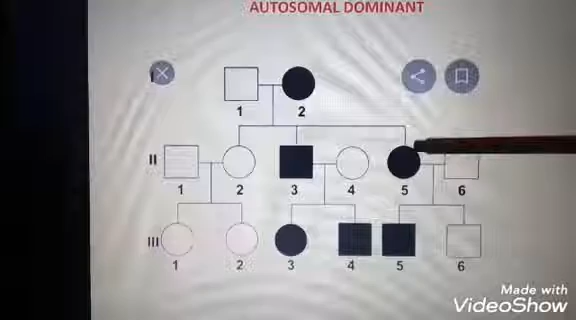 AUTOSOMAL DOMINANT
I
1 2
II
1 2 3 4 5 6
III
1 2 3 4 5 6
Made with
VideoShow